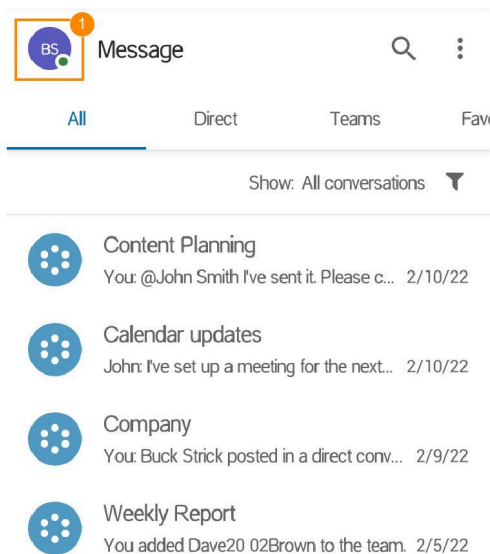 1
BS
Message
All Direct Teams Fav
Show: All conversations
Content Planning
You: @John Smith I've sent it. Please c... 2/10/22
Calendar updates
John: I've set up a meeting for the next... 2/10/22
Company
You: Buck Strick posted in a direct conv... 2/9/22
Weekly Report
You added Dave20 02Brown to the team. 2/5/22